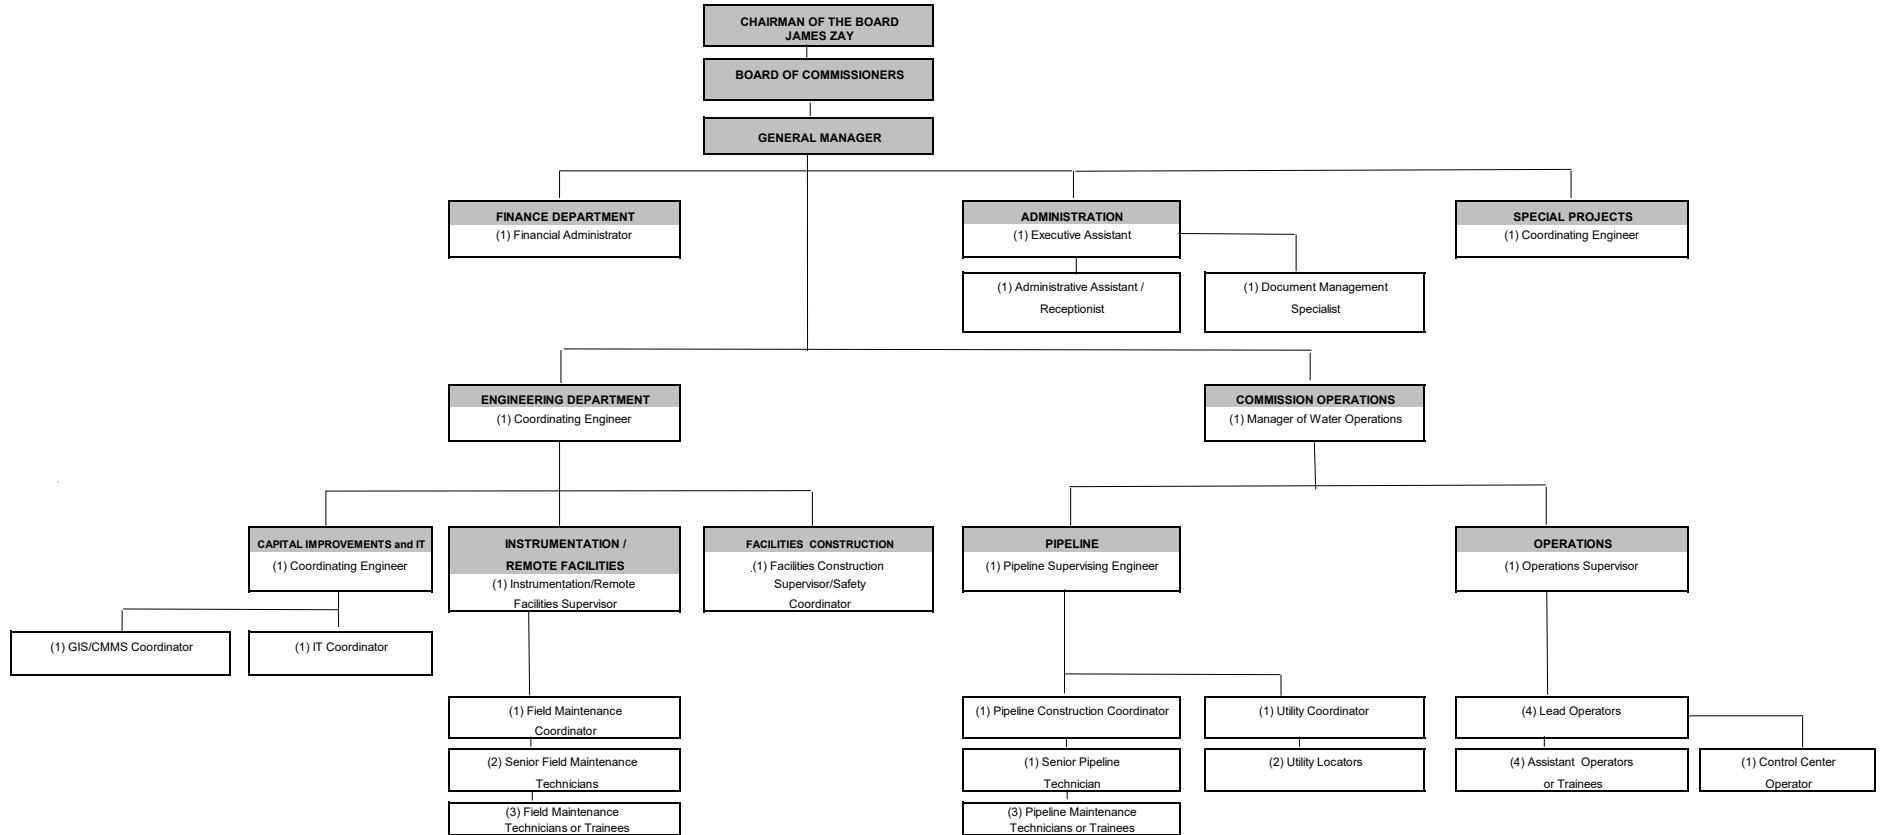 CHAIRMAN OF THE BOARD
JAMES ZAY
BOARD OF COMMISSIONERS
GENERAL MANAGER
FINANCE DEPARTMENT
(1) Financial Administrator
ADMINISTRATION
(1) Executive Assistant
SPECIAL PROJECTS
(1) Coordinating Engineer
(1) Administrative Assistant /
Receptionist
(1) Document Management
Specialist
ENGINEERING DEPARTMENT
(1) Coordinating Engineer
COMMISSION OPERATIONS
(1) Manager of Water Operations
CAPITAL IMPROVEMENTS and IT
(1) Coordinating Engineer
INSTRUMENTATION /
REMOTE FACILITIES
(1) Instrumentation/Remote
Facilities Supervisor
FACILITIES CONSTRUCTION
(1) Facilities Construction
Supervisor/Safety
Coordinator
PIPELINE
(1) Pipeline Supervising Engineer
OPERATIONS
(1) Operations Supervisor
(1) GIS/CMMS Coordinator
(1) IT Coordinator
(1) Field Maintenance
Coordinator
(2) Senior Field Maintenance
Technicians
(3) Field Maintenance
Technicians or Trainees
(1) Pipeline Construction Coordinator
(1) Senior Pipeline
Technician
(3) Pipeline Maintenance
Technicians or Trainees
(1) Utility Coordinator
(2) Utility Locators
(4) Lead Operators
(4) Assistant Operators
or Trainees
(1) Control Center
Operator